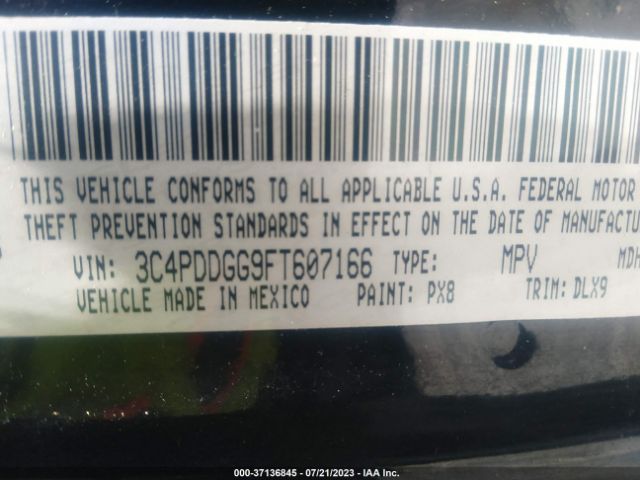 THIS VEHICLE CONFORMS TO ALL APPLICABLE U.S.A. FEDERAL MOTOR
THEFT PREVENTION STANDARDS IN EFFECT ON THE DATE OF MANUFACTU
VIN: 3C4PDDGG9FT607166 TYPE: MPV MDH
VEHICLE MADE IN MEXICO PAINT: PX8 TRIM: DLX9
000-37136845 - 07/21/2023 - IAA Inc.